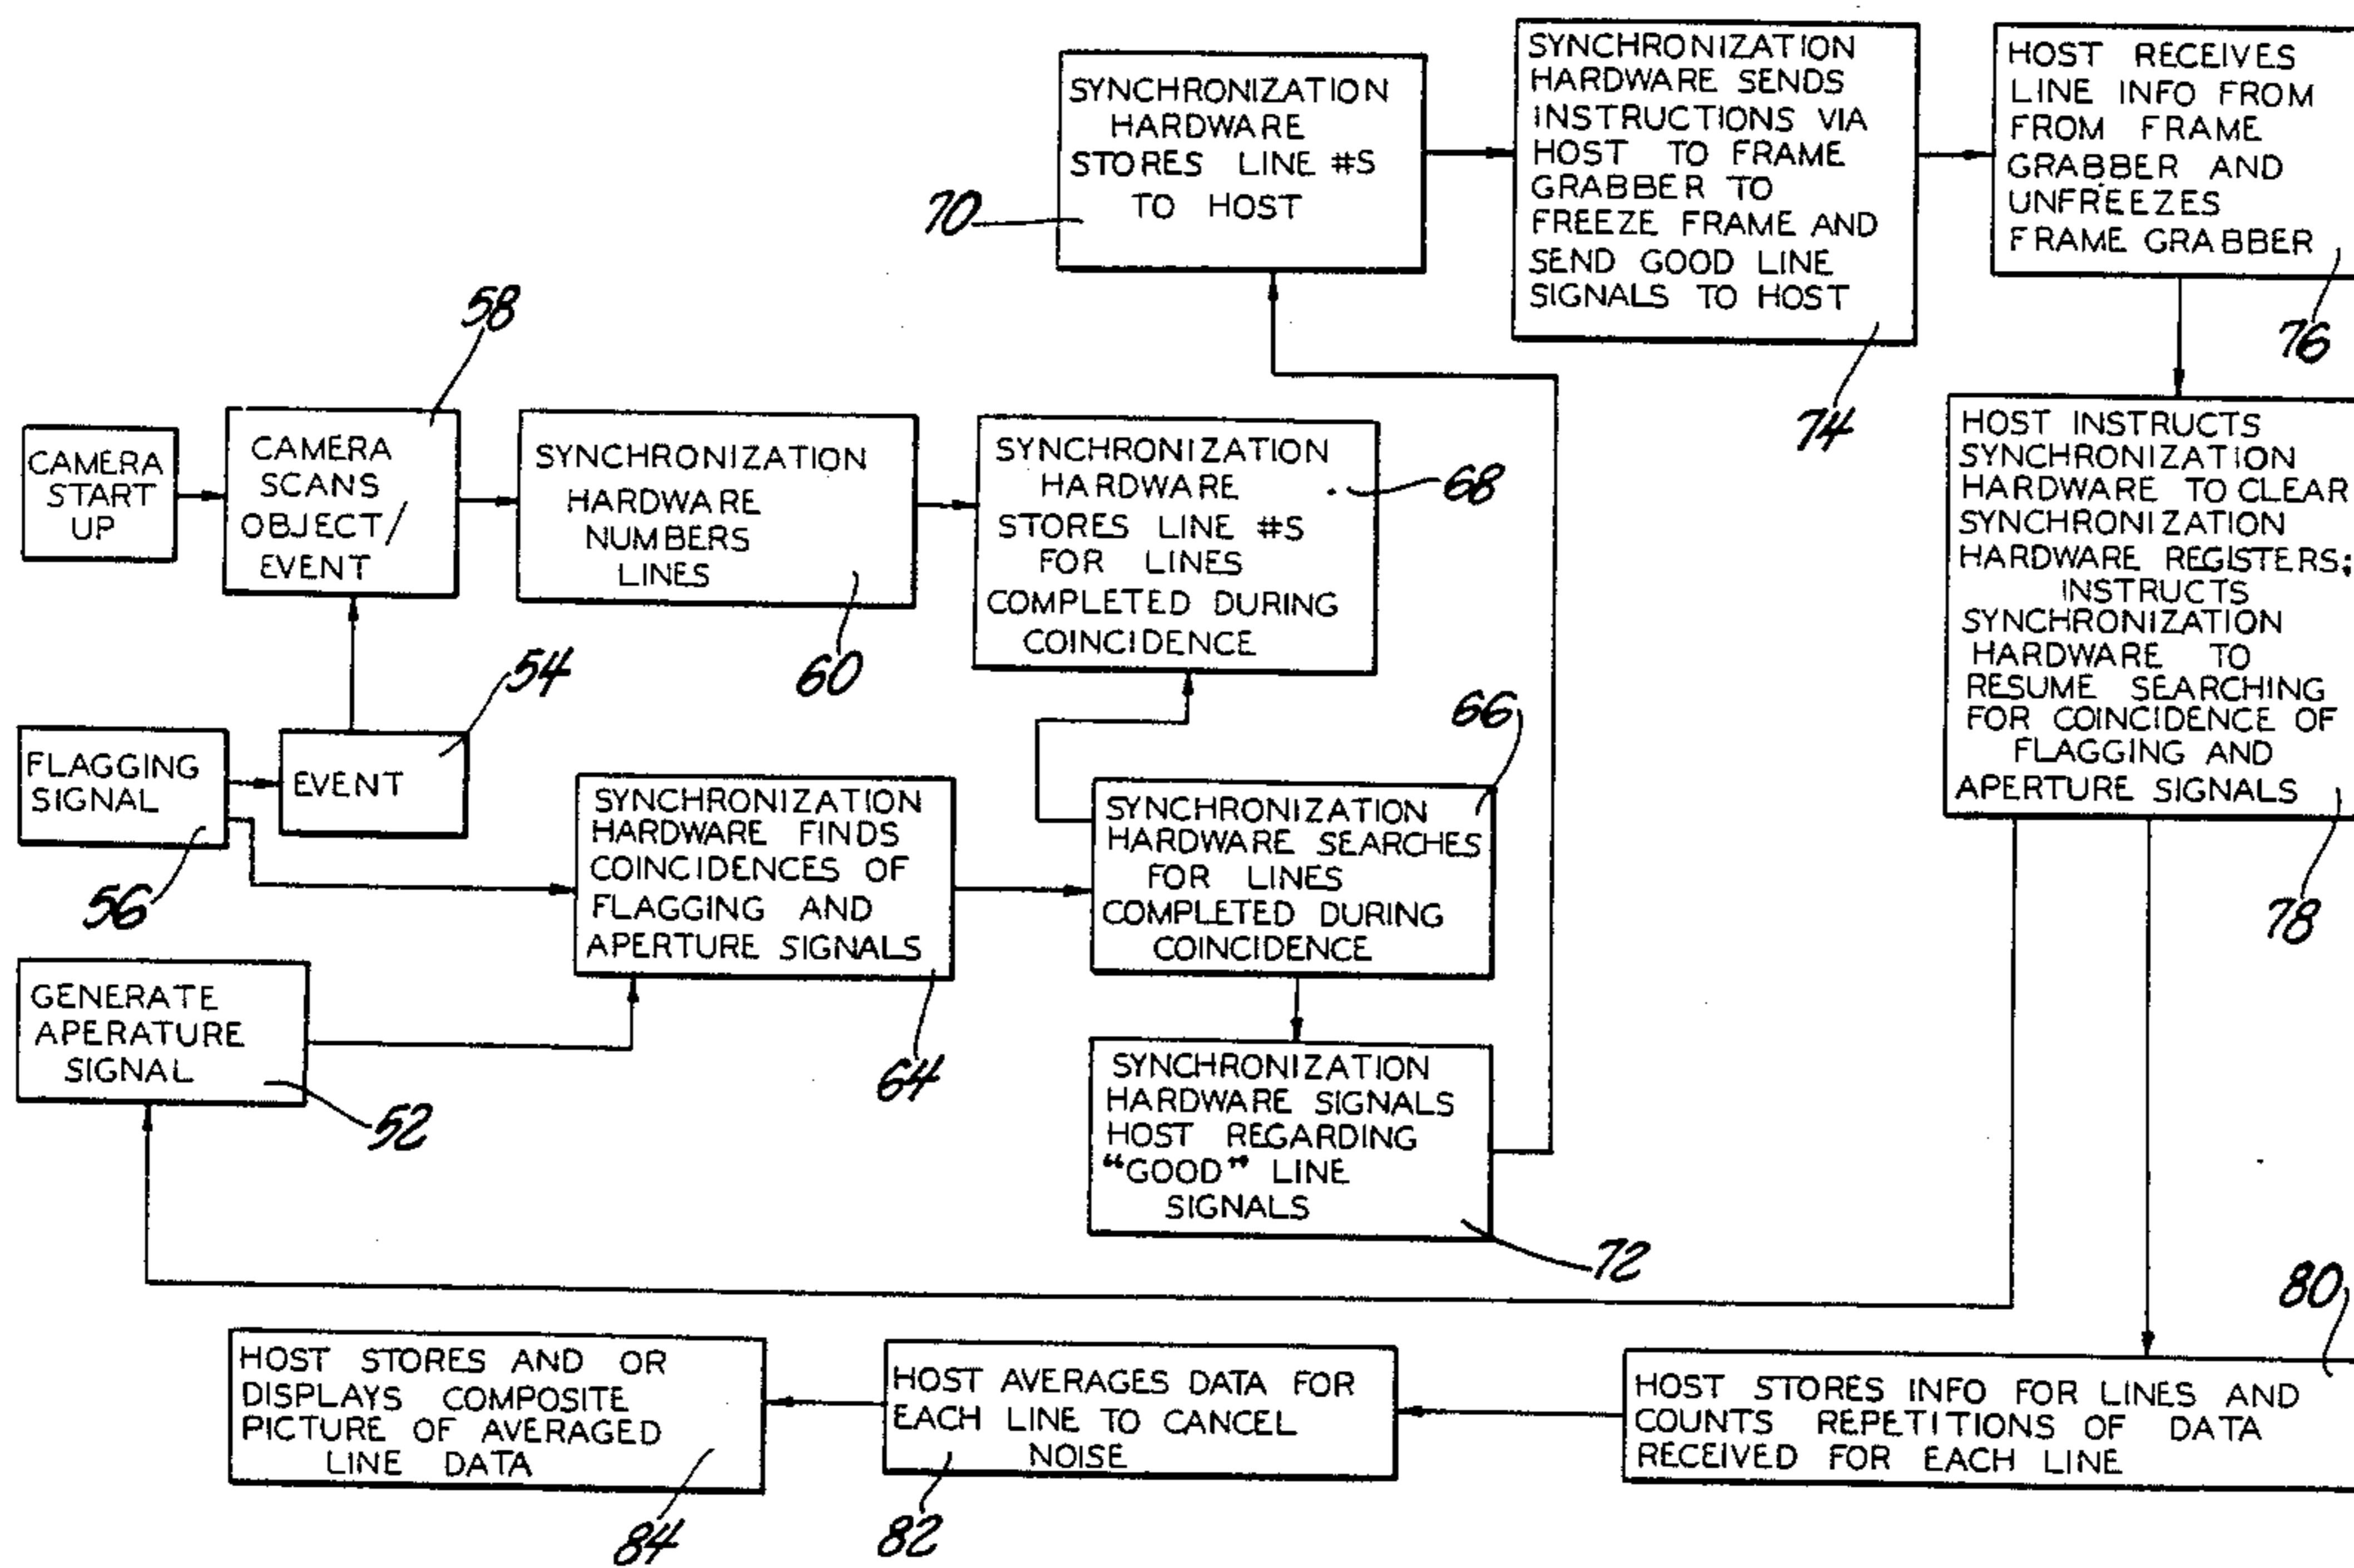 SYNCHRONIZATION
HARDWARE
STORES LINE #S
TO HOST
70
SYNCHRONIZATION
HARDWARE SENDS
INSTRUCTIONS VIA
HOST TO FRAME
GRABBER TO
FREEZE FRAME AND
SEND GOOD LINE
SIGNALS TO HOST
74
HOST RECEIVES
LINE INFO FROM
FROM FRAME
GRABBER AND
UNFREEZES
FRAME GRABBER
76
CAMERA
START
UP
58
CAMERA
SCANS
OBJECT/
EVENT
SYNCHRONIZATION
HARDWARE
NUMBERS
LINES
60
SYNCHRONIZATION
HARDWARE
STORES LINE #S
FOR LINES
COMPLETED DURING
COINCIDENCE
68
HOST INSTRUCTS
SYNCHRONIZATION
HARDWARE TO CLEAR
SYNCHRONIZATION
HARDWARE REGISTERS;
INSTRUCTS
SYNCHRONIZATION
HARDWARE TO
RESUME SEARCHING
FOR COINCIDENCE OF
FLAGGING AND
APERTURE SIGNALS
78
FLAGGING
SIGNAL
56
EVENT
54
SYNCHRONIZATION
HARDWARE FINDS
COINCIDENCES OF
FLAGGING AND
APERTURE SIGNALS
64
SYNCHRONIZATION
HARDWARE SEARCHES
FOR LINES
COMPLETED DURING
COINCIDENCE
66
GENERATE
APERATURE
SIGNAL
52
SYNCHRONIZATION
HARDWARE SIGNALS
HOST REGARDING
"GOOD" LINE
SIGNALS
72
HOST STORES AND OR
DISPLAYS COMPOSITE
PICTURE OF AVERAGED
LINE DATA
84
HOST AVERAGES DATA FOR
EACH LINE TO CANCEL
NOISE
82
80
HOST STORES INFO FOR LINES AND
COUNTS REPETITIONS OF DATA
RECEIVED FOR EACH LINE